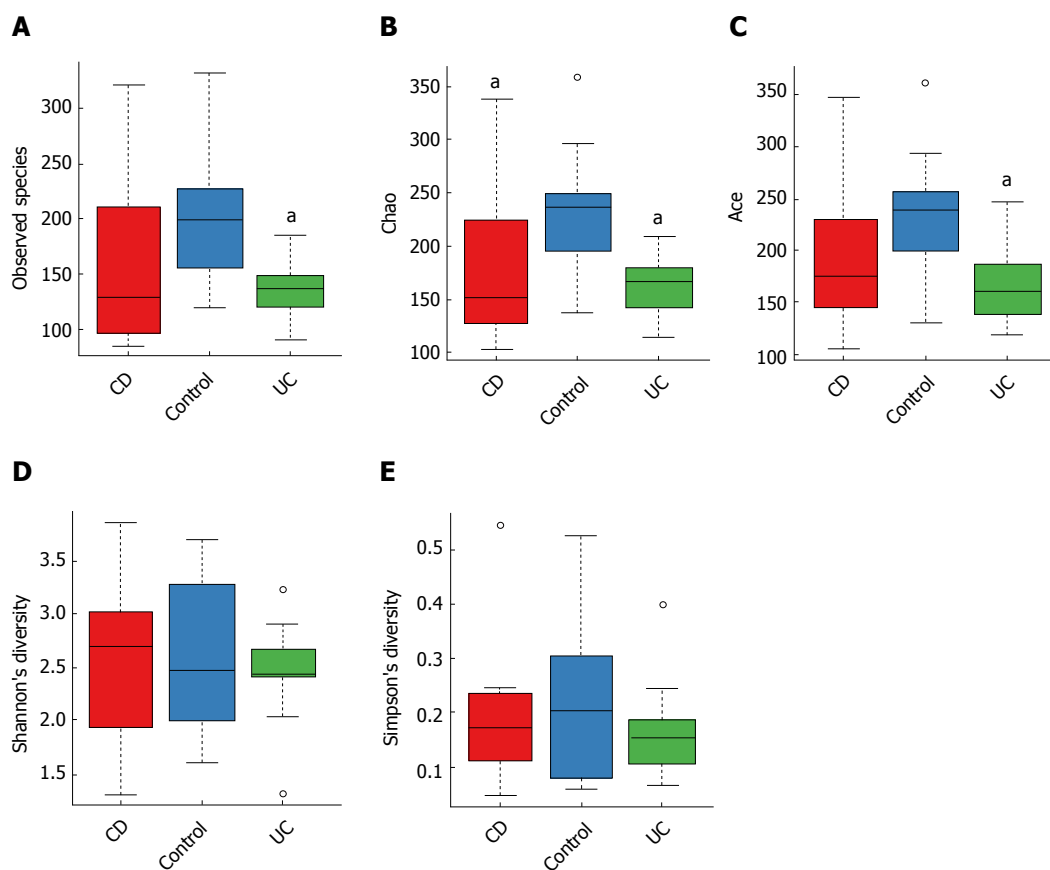 A
Observed species
300
250
200
150
100
a
CD
Control
UC
B
Chao
350
300
250
200
150
100
a
a
CD
Control
UC
C
Ace
350
300
250
200
150
100
a
CD
Control
UC
D
Shannon's diversity
3.5
3.0
2.5
2.0
1.5
CD
Control
UC
E
Simpson's diversity
0.5
0.4
0.3
0.2
0.1
CD
Control
UC